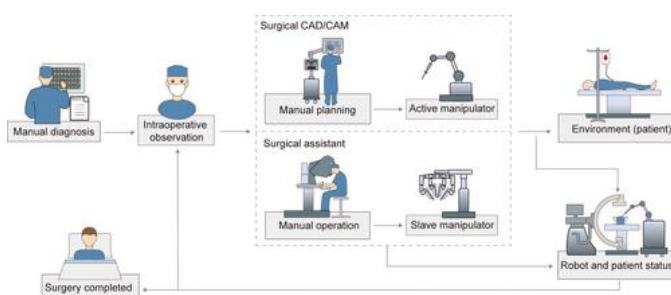 Surgical CAD/CAM
Manual diagnosis
Intraoperative
observation
Manual planning
Active manipulator
Environment (patient)
Surgical assistant
Manual operation
Slave manipulator
Robot and patient status
Surgery completed